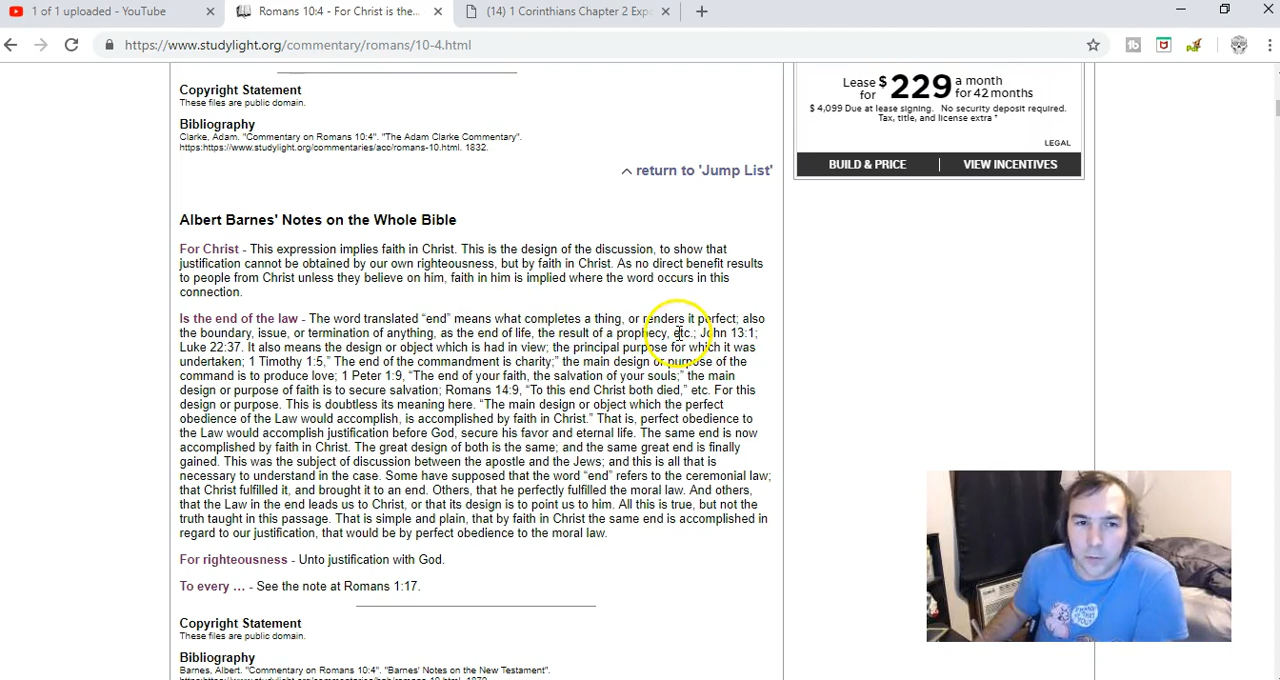 1 of 1 uploaded - YouTube
Romans 10:4 - For Christ is the...
(14) 1 Corinthians Chapter 2 Exp
https://www.studylight.org/commentary/romans/10-4.html
Copyright Statement
These files are public domain.
Bibliography
Clarke, Adam. "Commentary on Romans 10:4". "The Adam Clarke Commentary".
https:https://www.studylight.org/commentaries/acc/romans-10.html. 1832.
return to 'Jump List'
Albert Barnes' Notes on the Whole Bible
For Christ - This expression implies faith in Christ. This is the design of the discussion, to show that
justification cannot be obtained by our own righteousness, but by faith in Christ. As no direct benefit results
to people from Christ unless they believe on him, faith in him is implied where the word occurs in this
connection.
Is the end of the law - The word translated “end” means what completes a thing, or renders it perfect; also
the boundary, issue, or termination of anything, as the end of life, the result of a prophecy, etc.; John 13:1;
Luke 22:37. It also means the design or object which is had in view; the principal purpose for which it was
undertaken; 1 Timothy 1:5,” The end of the commandment is charity;” the main design or purpose of the
command is to produce love; 1 Peter 1:9, “The end of your faith, the salvation of your souls;” the main
design or purpose of faith is to secure salvation; Romans 14:9, “To this end Christ both died,” etc. For this
design or purpose. This is doubtless its meaning here. “The main design or object which the perfect
obedience of the Law would accomplish, is accomplished by faith in Christ.” That is, perfect obedience to
the Law would accomplish justification before God, secure his favor and eternal life. The same end is now
accomplished by faith in Christ. The great design of both is the same; and the same great end is finally
gained. This was the subject of discussion between the apostle and the Jews; and this is all that is
necessary to understand in the case. Some have supposed that the word “end” refers to the ceremonial law;
that Christ fulfilled it, and brought it to an end. Others, that he perfectly fulfilled the moral law. And others,
that the Law in the end leads us to Christ, or that its design is to point us to him. All this is true, but not the
truth taught in this passage. That is simple and plain, that by faith in Christ the same end is accomplished in
regard to our justification, that would be by perfect obedience to the moral law.
For righteousness - Unto justification with God.
To every … - See the note at Romans 1:17.
Copyright Statement
These files are public domain.
Bibliography
Barnes, Albert. "Commentary on Romans 10:4". "Barnes' Notes on the New Testament".
Lease for $ 229 a month for 42 months
$ 4,099 Due at lease signing. No security deposit required.
Tax, title, and license extra
LEGAL
BUILD & PRICE
VIEW INCENTIVES